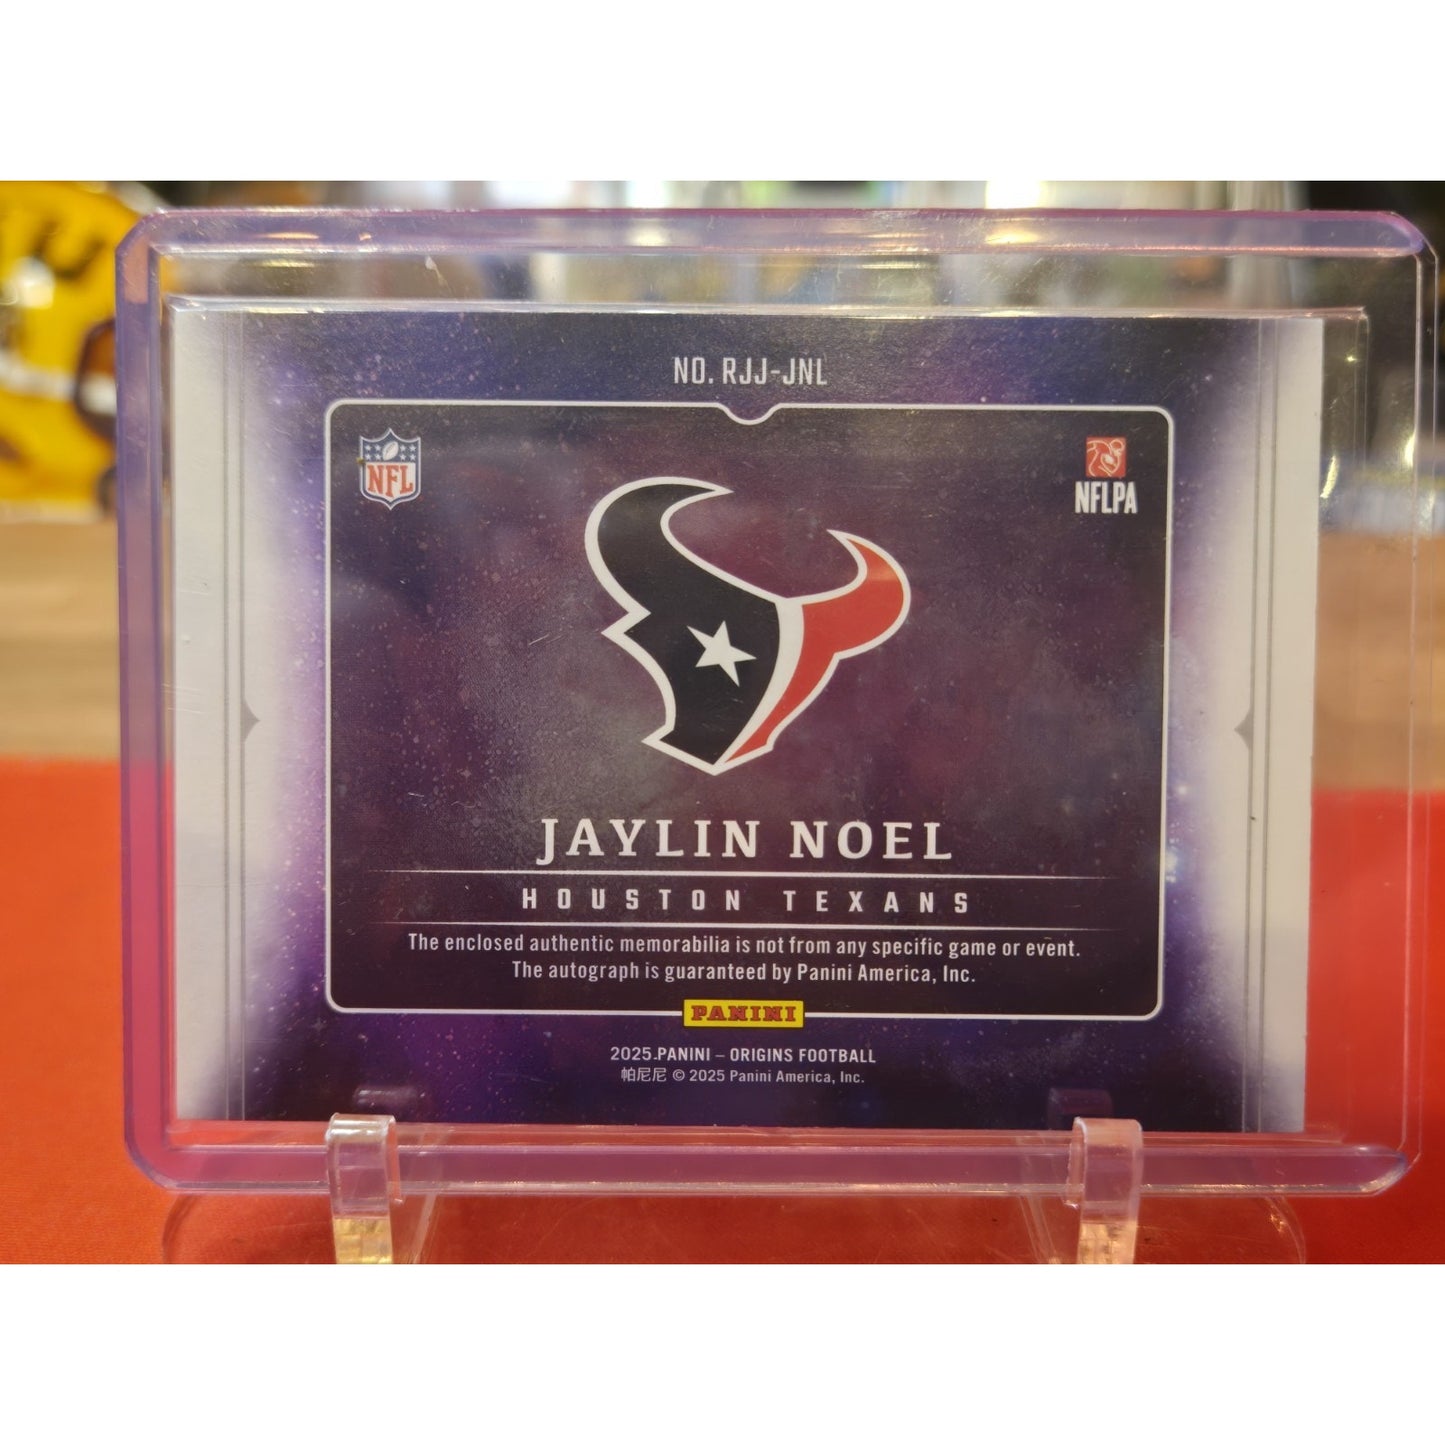 NO. RJJ-JNL
NFL
NFLPA
JAYLIN NOEL
HOUSTON TEXANS
The enclosed authentic memorabilia is not from any specific game or event.
The autograph is guaranteed by Panini America, Inc.
PANINI
2025.PANINI – ORIGINS FOOTBALL
帕尼尼 © 2025 Panini America, Inc.